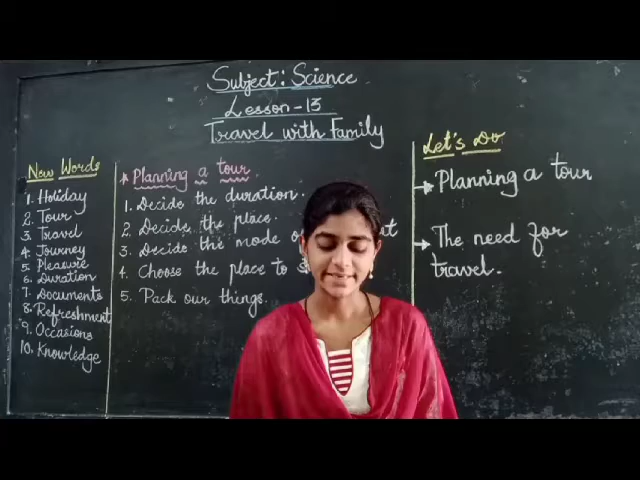 Subject: Science
Lesson-13
Travel with Family
New Words
1. Holiday
2. Tour
3. Travel
4. Journey
5. Pleasure
6. Duration
7. Documents
8. Refreshment
9. Occasions
10. Knowledge
Planning a tour.
1. Decide the duration.
2. Decide the place.
3. Decide the mode
4. Choose the place to
5. Pack our things.
Let's Do
Planning a tour
The need for
travel.